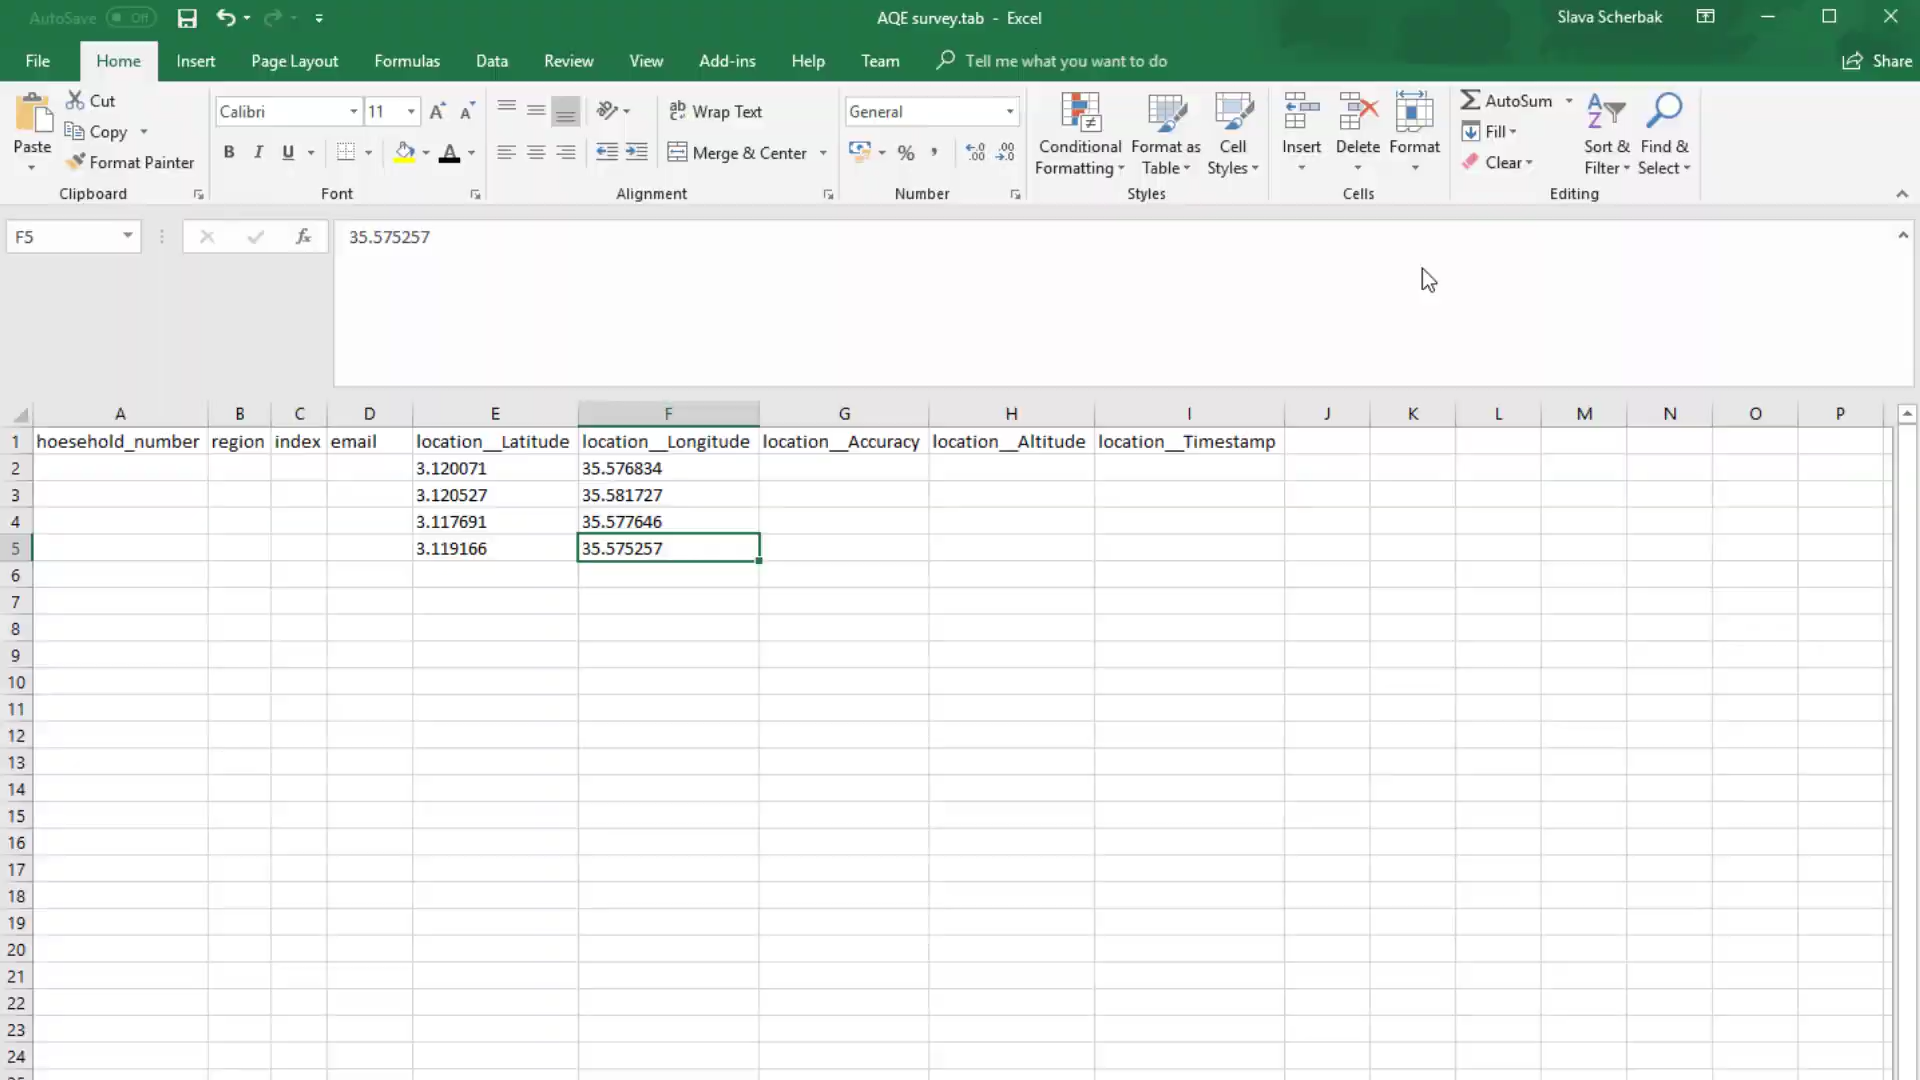 AutoSave Off AQE survey.tab - Excel Slava Scherbak
File Home Insert Page Layout Formulas Data Review View Add-ins Help Team Tell me what you want to do Share
Paste
Cut
Copy
Format Painter
Clipboard
Calibri 11
B I U
Font
Wrap Text
Merge & Center
Alignment
General
Number
Conditional Formatting
Format as Table
Cell Styles
Styles
Insert Delete Format
Cells
AutoSum
Fill
Clear
Sort & Filter
Find & Select
Editing
F5 fx 35.575257
A B C D E F G H I J K L M N O P
1 hoesehold_number region index email location__Latitude location__Longitude location__Accuracy location__Altitude location__Timestamp
2 3.120071 35.576834
3 3.120527 35.581727
4 3.117691 35.577646
5 3.119166 35.575257
6
7
8
9
10
11
12
13
14
15
16
17
18
19
20
21
22
23
24